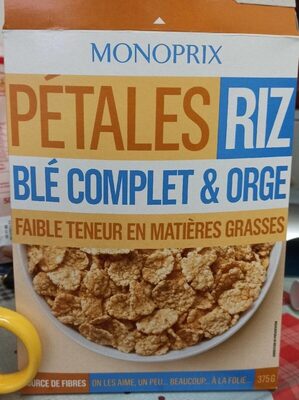 MONOPRIX
PÉTALES RIZ
BLÉ COMPLET & ORGE
FAIBLE TENEUR EN MATIÈRES GRASSES
OURCE DE FIBRES ON LES AIME, UN PEU... BEAUCOUP... À LA FOLIE... 375G